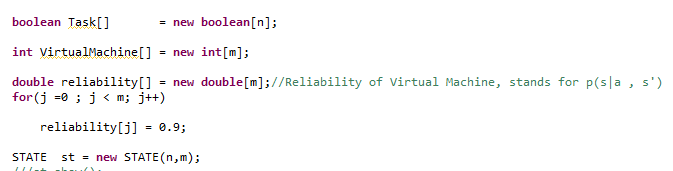 boolean Task[]       = new boolean[n];
int VirtualMachine[] = new int[m];
double reliability[] = new double[m];//Reliability of Virtual Machine, stands for p(s|a , s')
for(j =0 ; j < m; j++)
    reliability[j] = 0.9;
STATE  st = new STATE(n,m);